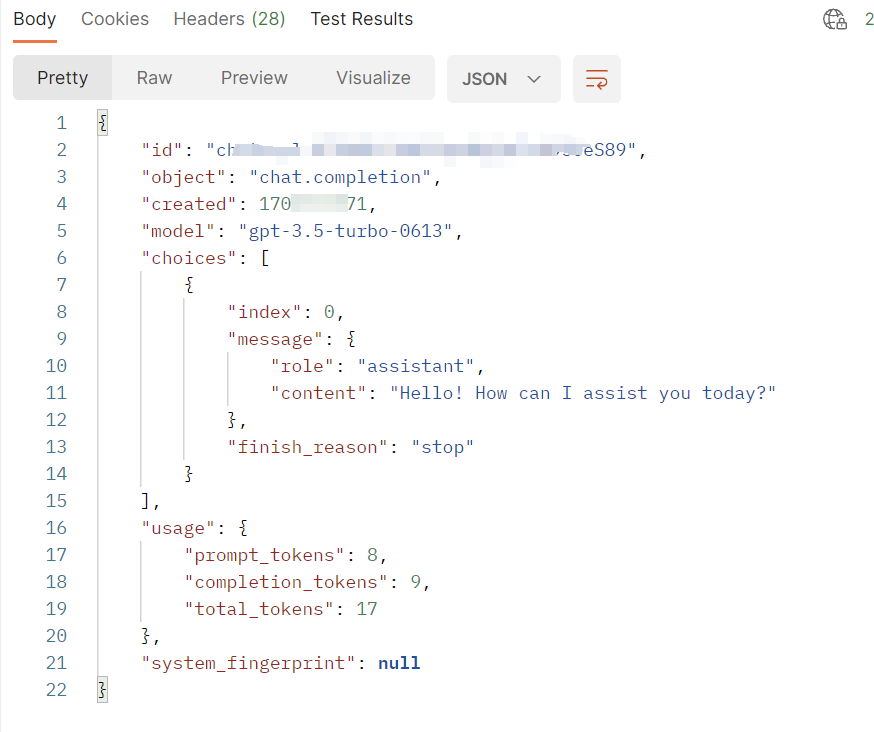 Body Cookies Headers (28) Test Results 2
Pretty Raw Preview Visualize JSON
1 {
2 "id": "ch eS89",
3 "object": "chat.completion",
4 "created": 170 71,
5 "model": "gpt-3.5-turbo-0613",
6 "choices": [
7 {
8 "index": 0,
9 "message": {
10 "role": "assistant",
11 "content": "Hello! How can I assist you today?"
12 },
13 "finish_reason": "stop"
14 }
15 ],
16 "usage": {
17 "prompt_tokens": 8,
18 "completion_tokens": 9,
19 "total_tokens": 17
20 },
21 "system_fingerprint": null
22 }